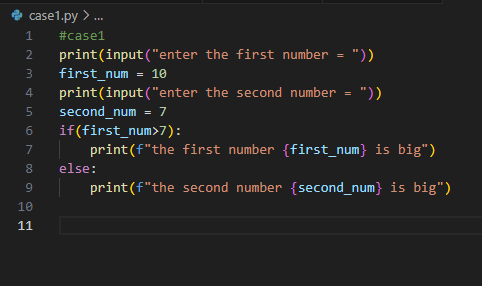 case1.py > ...
1 #case1
2 print(input("enter the first number = "))
3 first_num = 10
4 print(input("enter the second number = "))
5 second_num = 7
6 if(first_num>7):
7     print(f"the first number {first_num} is big")
8 else:
9     print(f"the second number {second_num} is big")
10
11